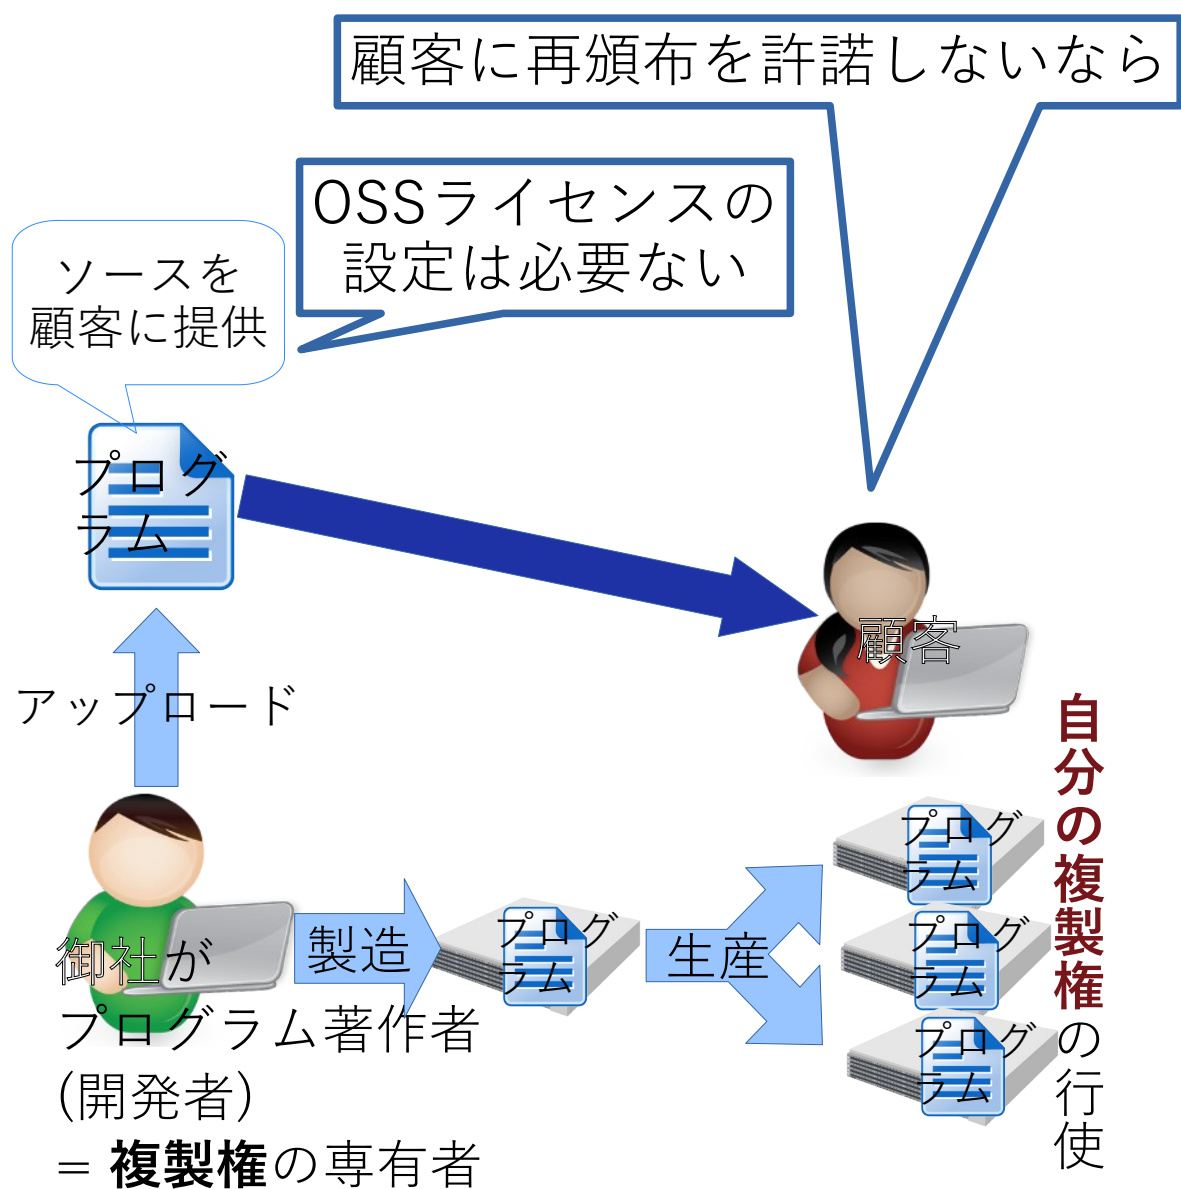 顧客に再頒布を許諾しないなら
OSSライセンスの
設定は必要ない
ソースを
顧客に提供
プログ
ラム
顧客
アップロード
自分の複製権の行使
プログ
ラム
プログ
ラム
プログ
ラム
製造
プログ
ラム
生産
御社が
プログラム著作者
(開発者)
= 複製権の専有者